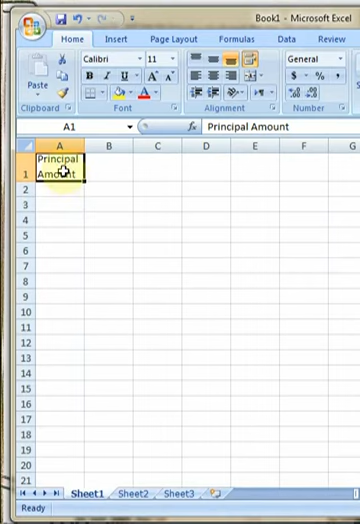 Book1 - Microsoft Excel
Home Insert Page Layout Formulas Data Review
Paste
Calibri 11
B I U A A
A
General
$ % ,
Clipboard Font Alignment Number
A1 fx Principal Amount
A B C D E F G
1 Principal
Amount
2
3
4
5
6
7
8
9
10
11
12
13
14
15
16
17
18
19
20
21
Sheet1 Sheet2 Sheet3
Ready